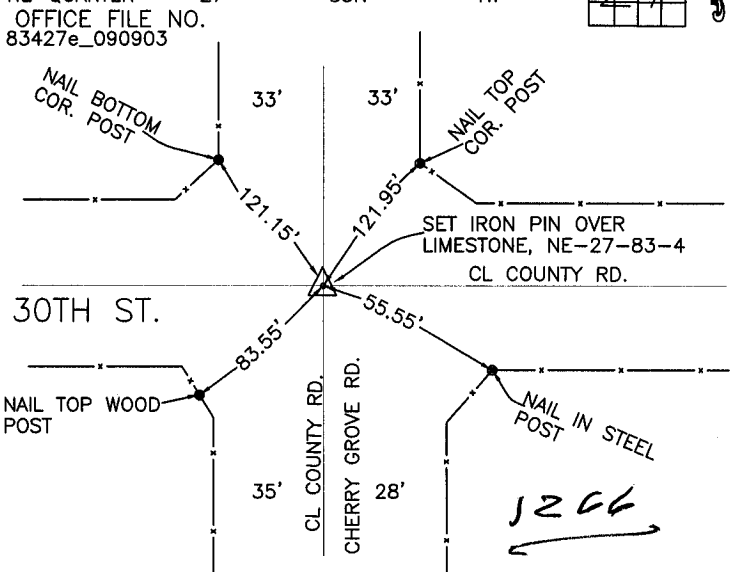 OFFICE FILE NO.
83427e_090903
NAIL BOTTOM
COR. POST
33'
33'
NAIL TOP
COR. POST
121.15'
121.95'
SET IRON PIN OVER
LIMESTONE, NE-27-83-4
CL COUNTY RD.
30TH ST.
83.55'
55.55'
NAIL TOP WOOD
POST
NAIL IN STEEL
POST
CL COUNTY RD.
CHERRY GROVE RD.
35'
28'
1266